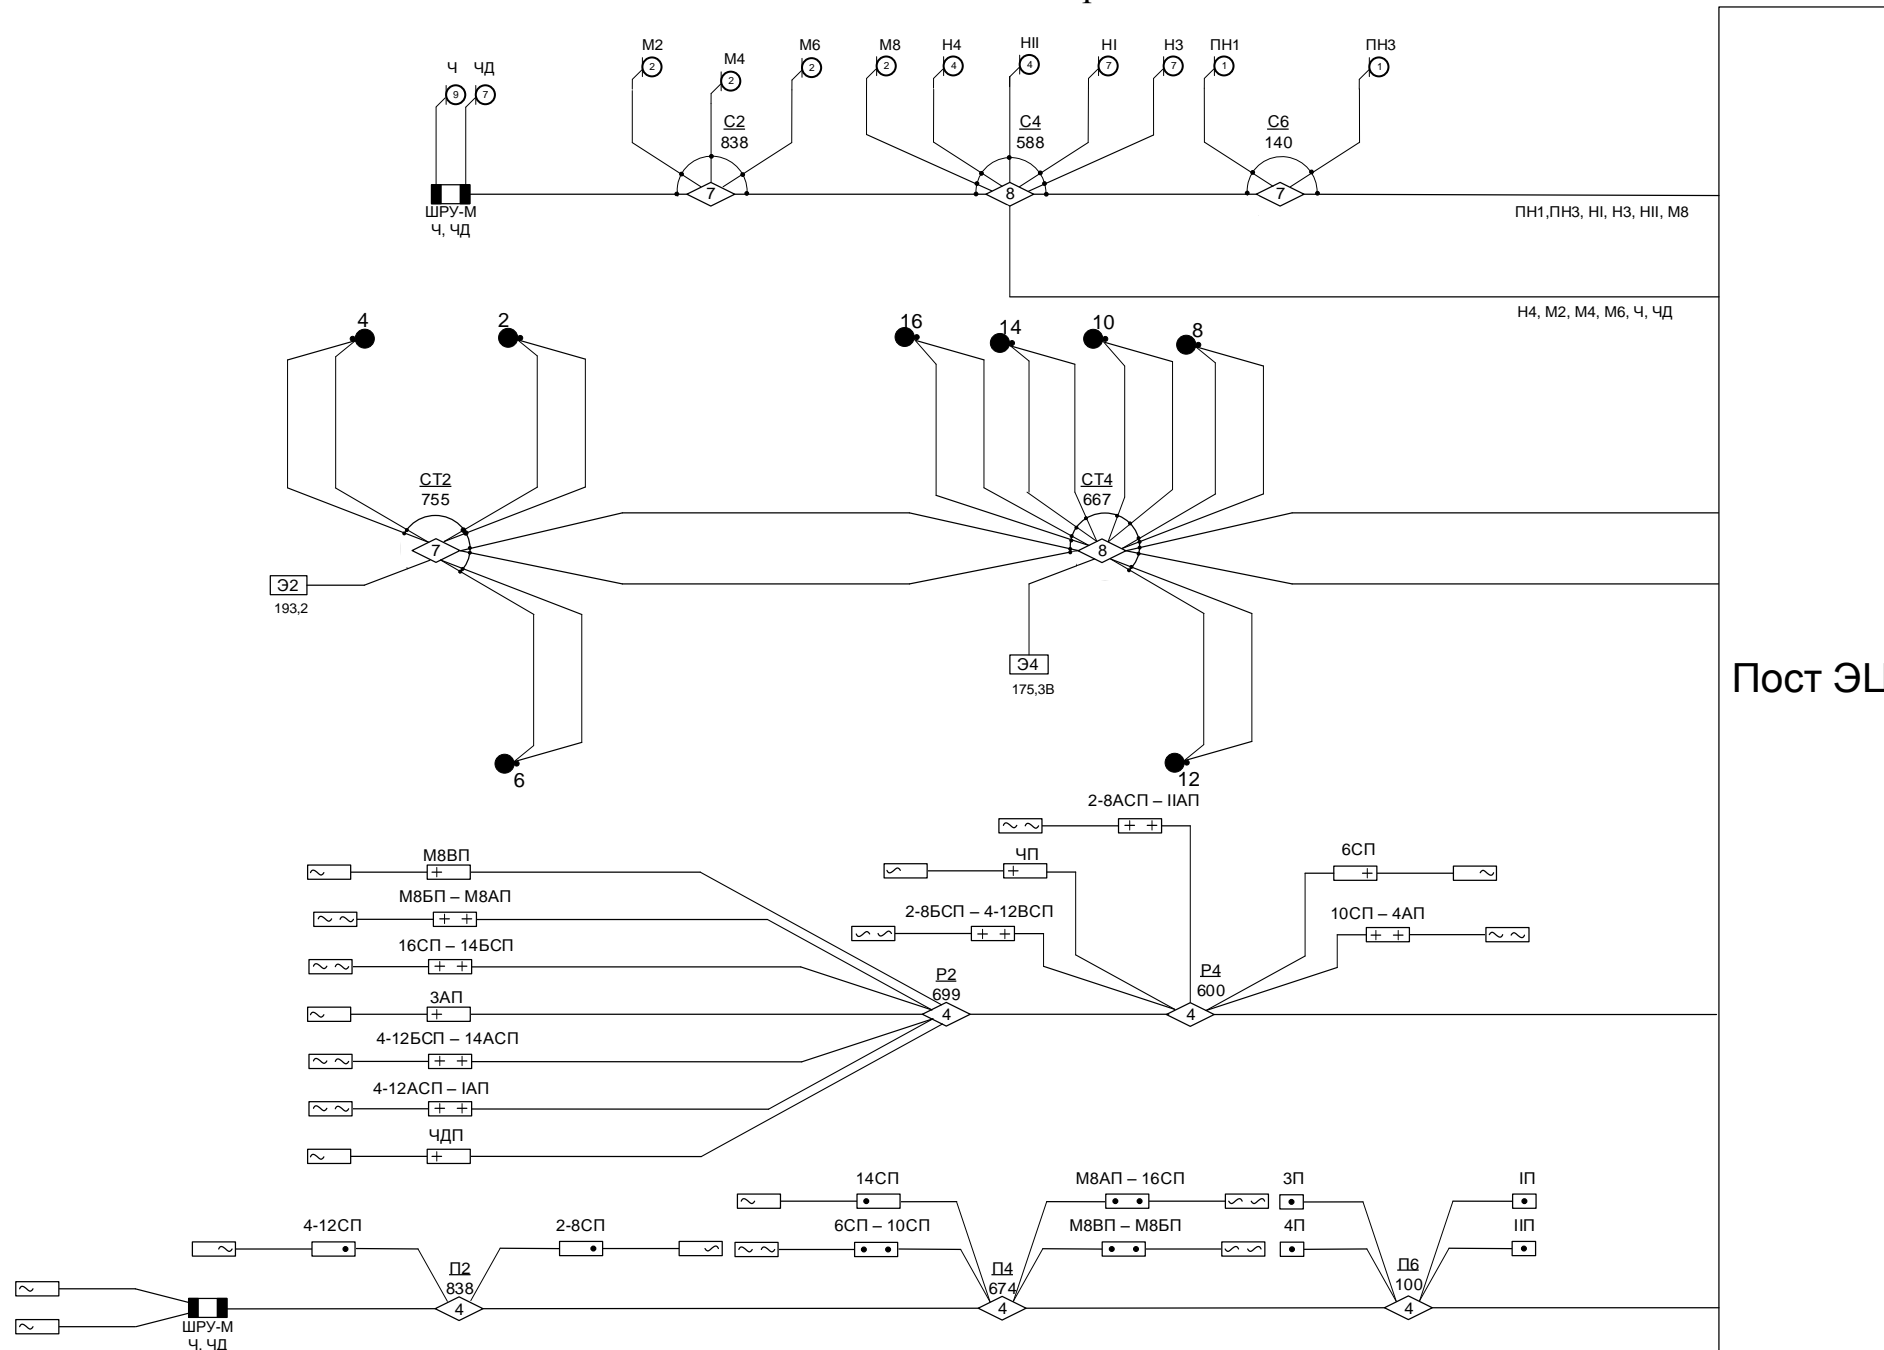 Ч ЧД
М2 М4 М6 М8 Н4 НII НI Н3 ПН1 ПН3
9 7 2 2 2 2 4 4 7 7 1 1
С2
838
С4
588
С6
140
7 8 7
ШРУ-М
Ч, ЧД
ПН1,ПН3, НI, Н3, НII, М8
Н4, М2, М4, М6, Ч, ЧД
4 2 16 14 10 8
СТ2
755
СТ4
667
7 8
Э2
193,2
Э4
175,3В
Пост ЭЦ
6 12
2-8АСП – IIАП
М8ВП ЧП 6СП
М8БП – М8АП
2-8БСП – 4-12ВСП
10СП – 4АП
16СП – 14БСП
Р2
699
Р4
600
3АП
4 4
4-12БСП – 14АСП
4-12АСП – IАП
ЧДП
14СП М8АП – 16СП 3П IП
4-12СП 2-8СП 6СП – 10СП М8ВП – М8БП 4П IIП
П2
838
П4
674
П6
100
4 4 4
ШРУ-М
Ч, ЧД